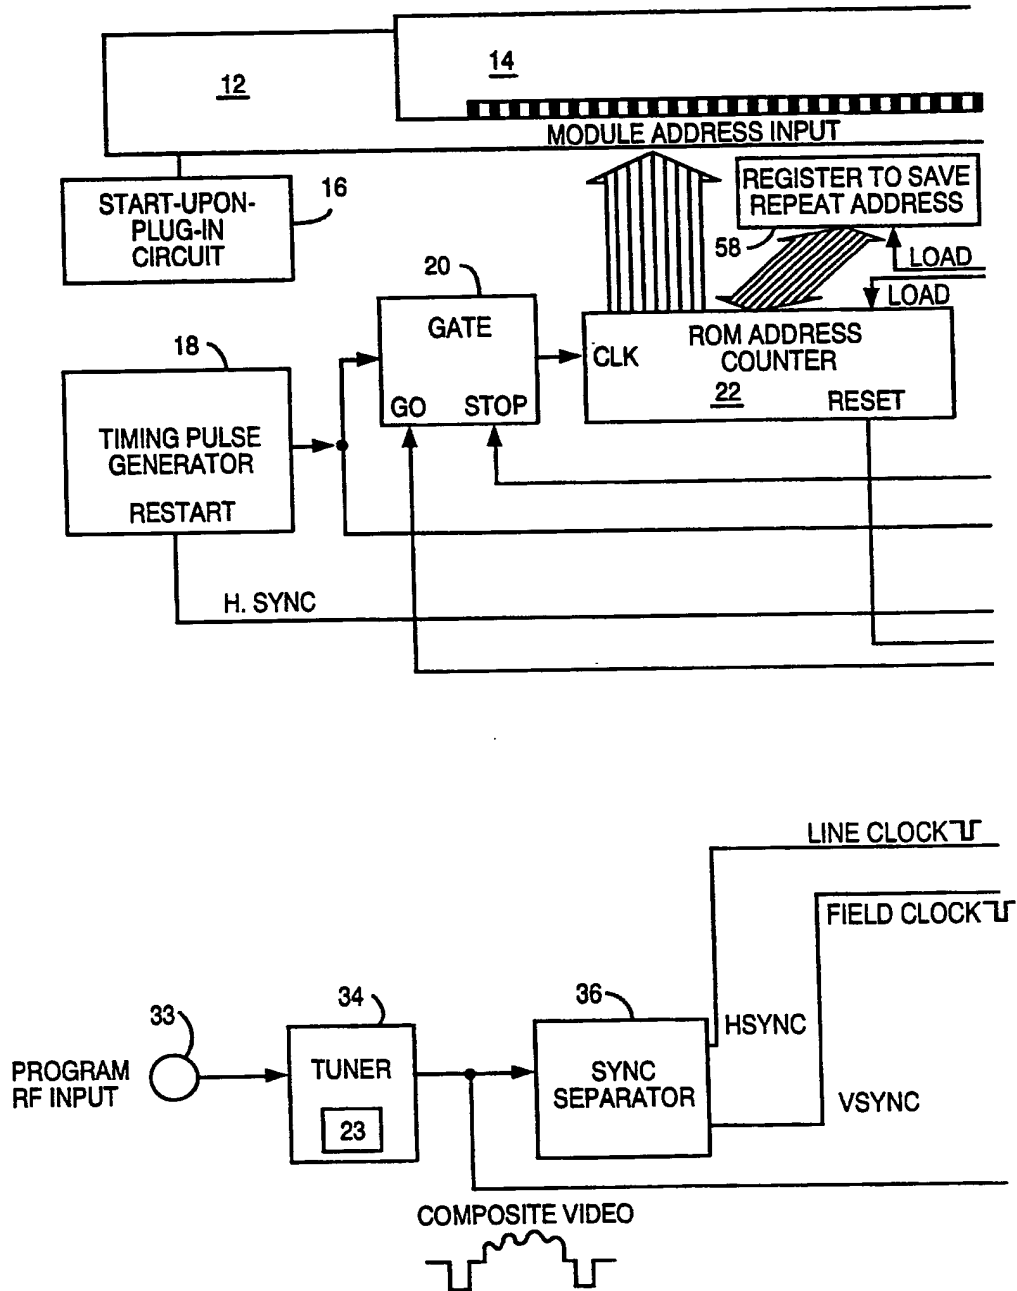 12
14
MODULE ADDRESS INPUT
START-UPON-
PLUG-IN
CIRCUIT
16
REGISTER TO SAVE
REPEAT ADDRESS
58
LOAD
LOAD
20
GATE
GO STOP
CLK
ROM ADDRESS
COUNTER
22
RESET
18
TIMING PULSE
GENERATOR
RESTART
H. SYNC
LINE CLOCK
FIELD CLOCK
33
PROGRAM
RF INPUT
34
TUNER
23
36
SYNC
SEPARATOR
HSYNC
VSYNC
COMPOSITE VIDEO